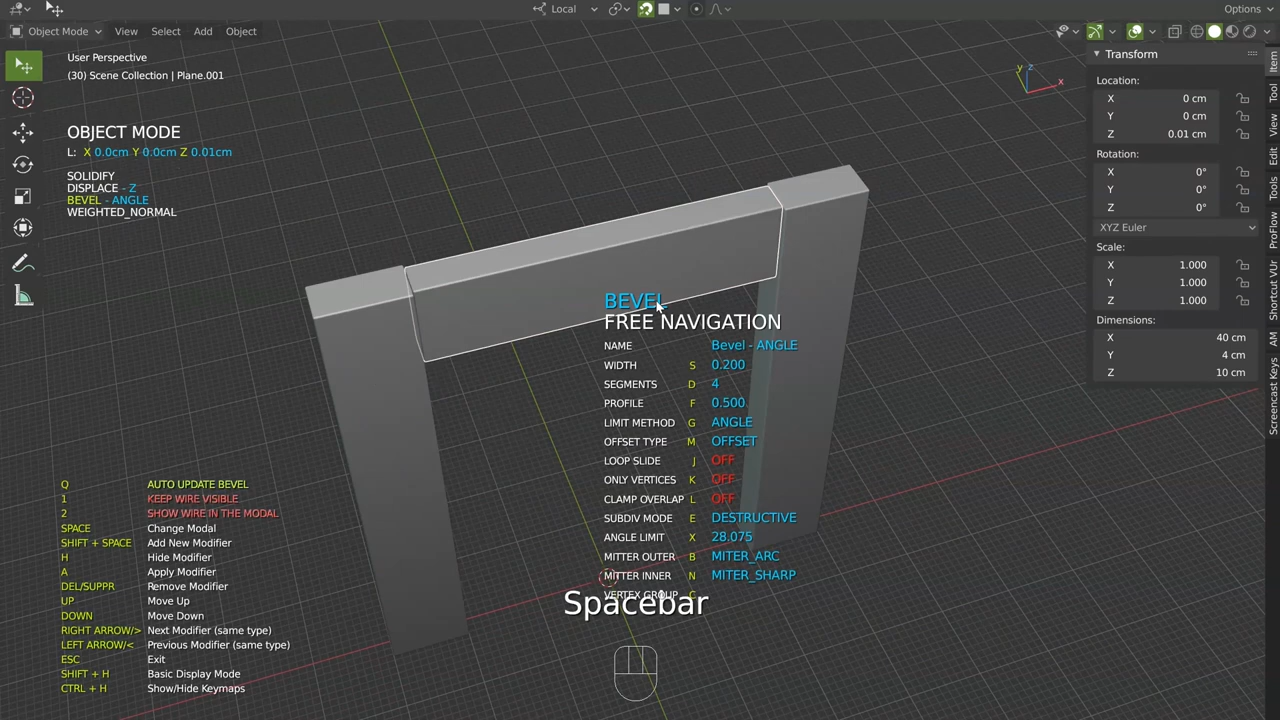 Local
Options
Object Mode
View
Select
Add
Object
User Perspective
(30) Scene Collection | Plane.001
OBJECT MODE
L: X 0.0cm Y 0.0cm Z 0.01cm
SOLIDIFY
DISPLACE - Z
BEVEL - ANGLE
WEIGHTED_NORMAL
y z
x
BEVEL
FREE NAVIGATION
NAME Bevel - ANGLE
WIDTH S 0.200
SEGMENTS D 4
PROFILE F 0.500
LIMIT METHOD G ANGLE
OFFSET TYPE M OFFSET
LOOP SLIDE J OFF
ONLY VERTICES K OFF
CLAMP OVERLAP L OFF
SUBDIV MODE E DESTRUCTIVE
ANGLE LIMIT X 28.075
MITTER OUTER B MITER_ARC
MITTER INNER N MITER_SHARP
VERTEX GROUP C
Spacebar
Q AUTO UPDATE BEVEL
1 KEEP WIRE VISIBLE
2 SHOW WIRE IN THE MODAL
SPACE Change Modal
SHIFT + SPACE Add New Modifier
H Hide Modifier
A Apply Modifier
DEL/SUPPR Remove Modifier
UP Move Up
DOWN Move Down
RIGHT ARROW/> Next Modifier (same type)
LEFT ARROW/< Previous Modifier (same type)
ESC Exit
SHIFT + H Basic Display Mode
CTRL + H Show/Hide Keymaps
Transform
Location:
X 0 cm
Y 0 cm
Z 0.01 cm
Rotation:
X 0°
Y 0°
Z 0°
XYZ Euler
Scale:
X 1.000
Y 1.000
Z 1.000
Dimensions:
X 40 cm
Y 4 cm
Z 10 cm
Item
Tool
View
Edit
Tools
ProFlow
Shortcut VUr
AM
Screencast Keys